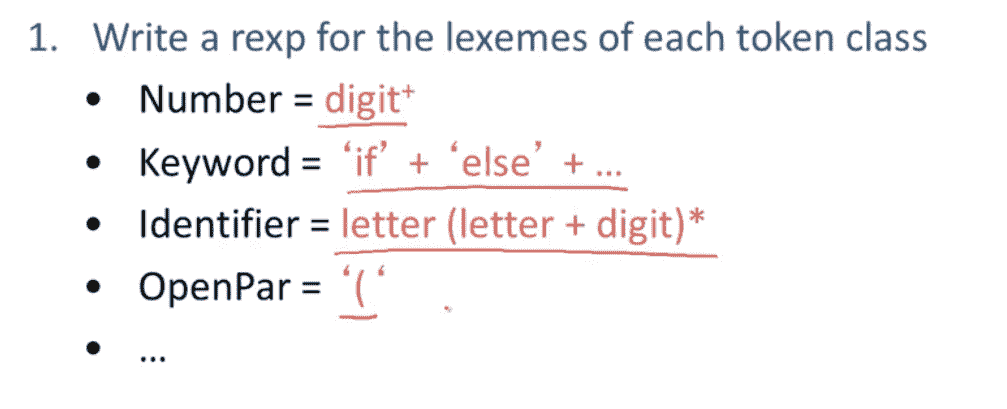 1. Write a rexp for the lexemes of each token class
• Number = digit⁺
• Keyword = ‘if’ + ‘else’ + ...
• Identifier = letter (letter + digit)*
• OpenPar = ‘(‘
• ...